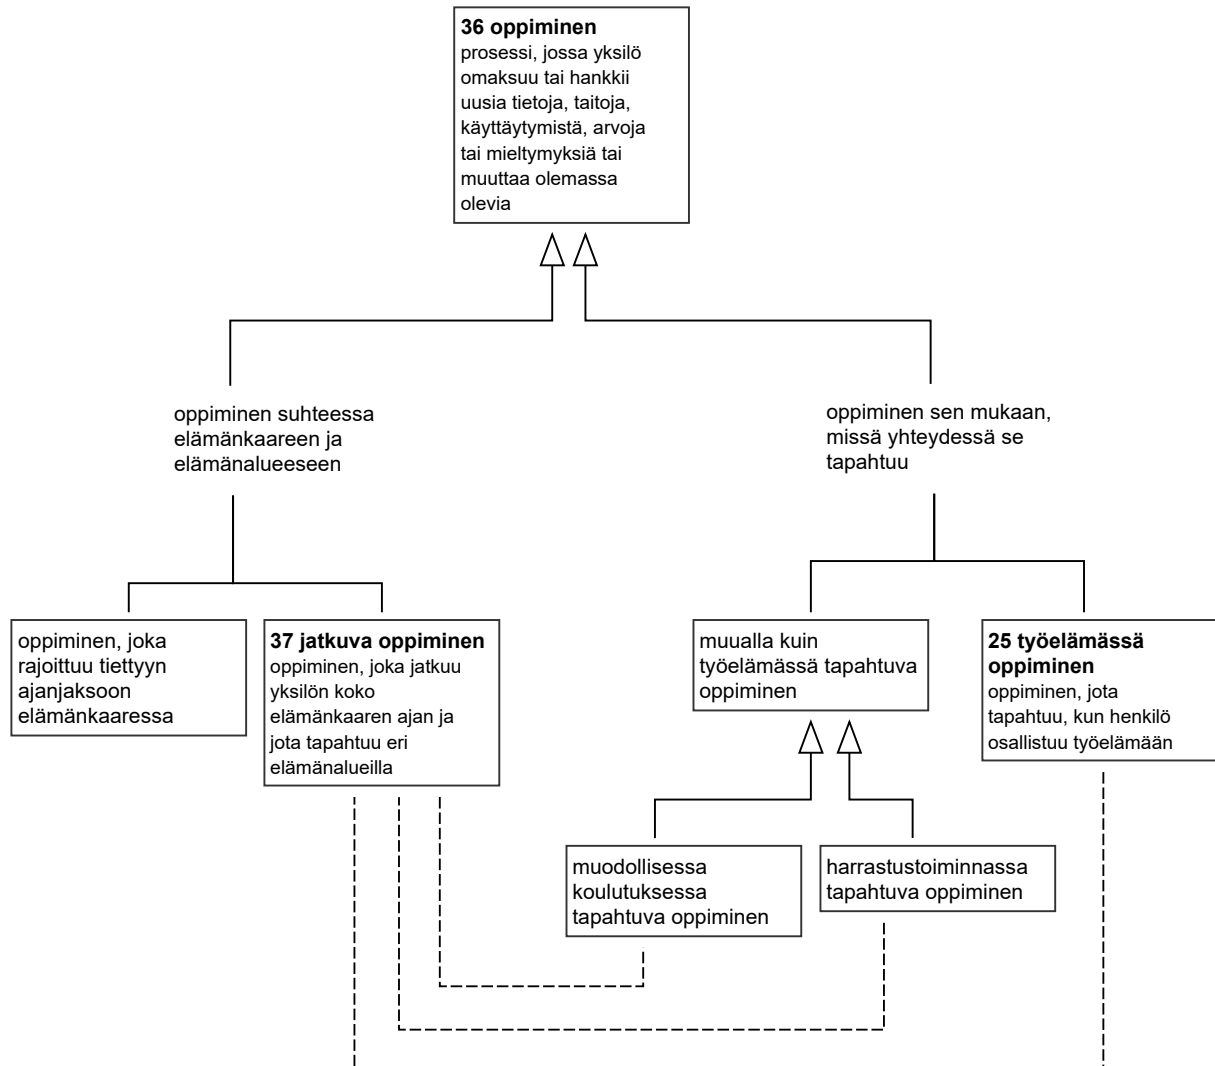 36 oppiminen
prosessi, jossa yksilö
omaksuu tai hankkii
uusia tietoja, taitoja,
käyttäytymistä, arvoja
tai mieltymyksiä tai
muuttaa olemassa
olevia
oppiminen suhteessa
elämänkaareen ja
elämänalueeseen
oppiminen sen mukaan,
missä yhteydessä se
tapahtuu
oppiminen, joka
rajoittuu tiettyyn
ajanjaksoon
elämänkaaressa
37 jatkuva oppiminen
oppiminen, joka jatkuu
yksilön koko
elämänkaaren ajan ja
jota tapahtuu eri
elämänalueilla
muualla kuin
työelämässä tapahtuva
oppiminen
25 työelämässä
oppiminen
oppiminen, jota
tapahtuu, kun henkilö
osallistuu työelämään
muodollisessa
koulutuksessa
tapahtuva oppiminen
harrastustoiminnassa
tapahtuva oppiminen